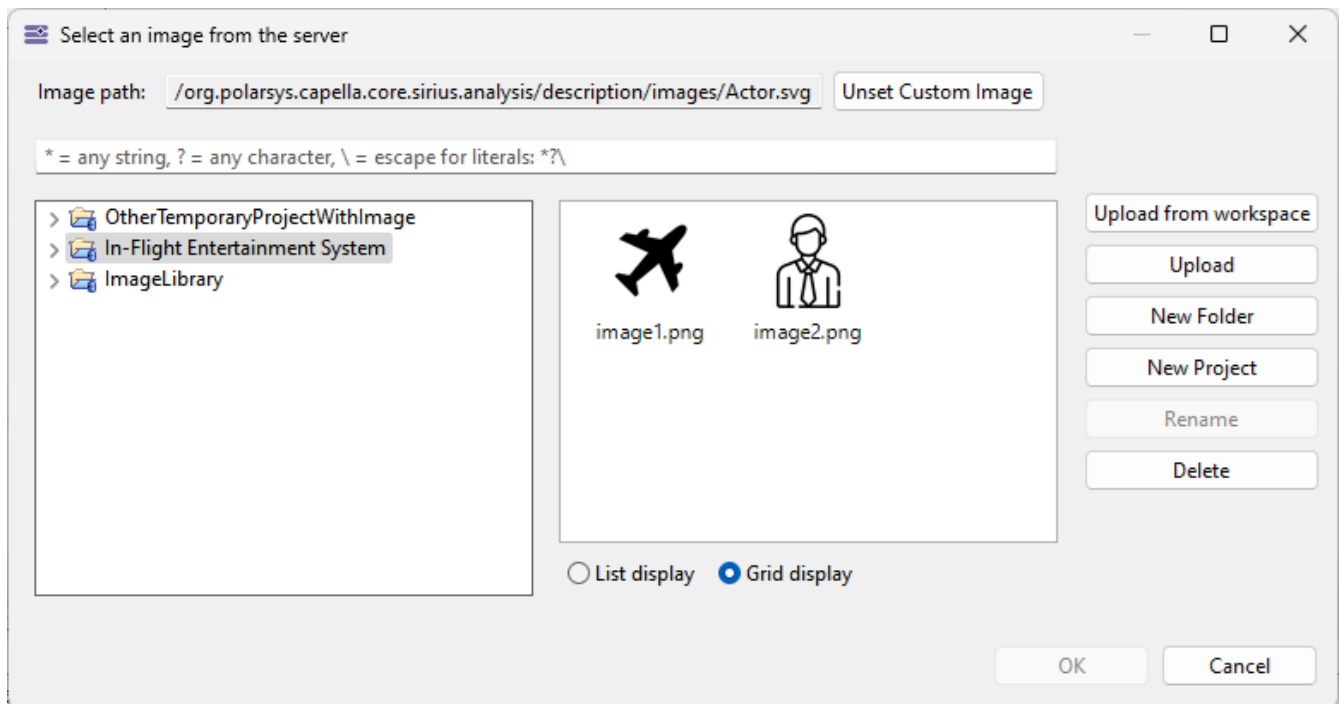 Select an image from the server
Image path: /org.polarsys.capella.core.sirius.analysis/description/images/Actor.svg Unset Custom Image
* = any string, ? = any character, \ = escape for literals: *?\
OtherTemporaryProjectWithImage
In-Flight Entertainment System
ImageLibrary
image1.png image2.png
List display Grid display
Upload from workspace
Upload
New Folder
New Project
Rename
Delete
OK Cancel